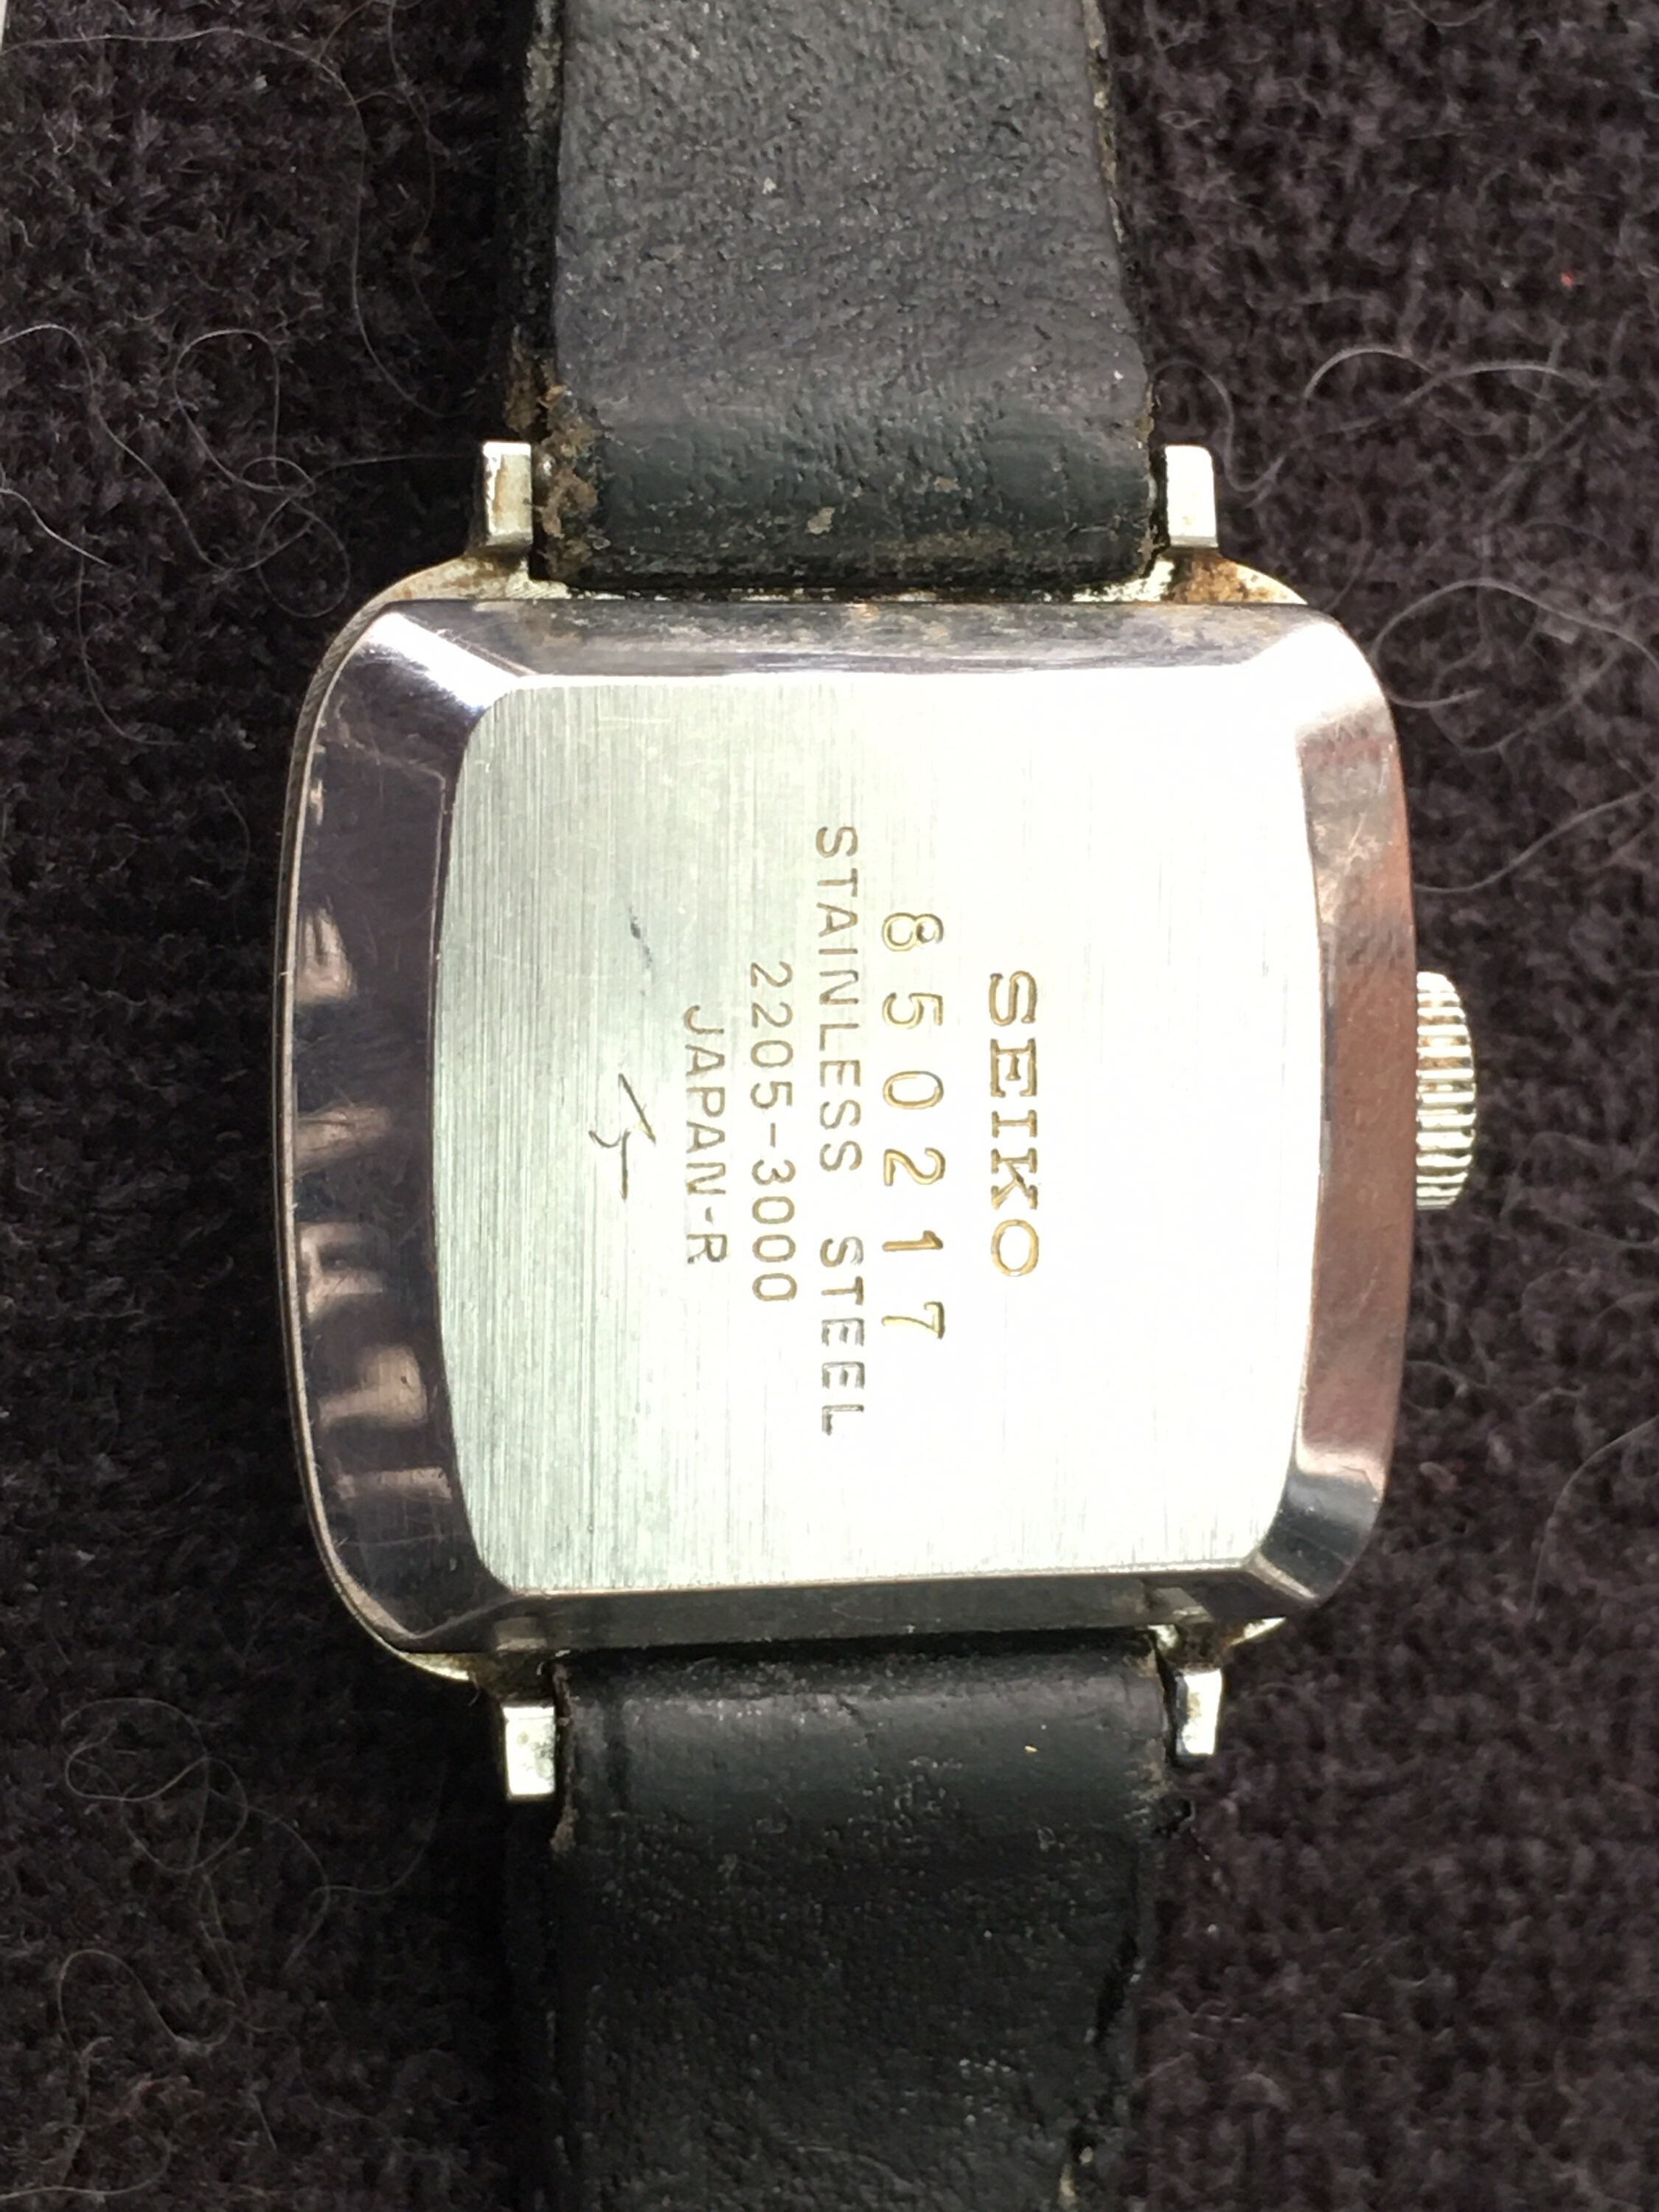 SEIKO
850217
STAINLESS STEEL
2205-3000
JAPAN-R